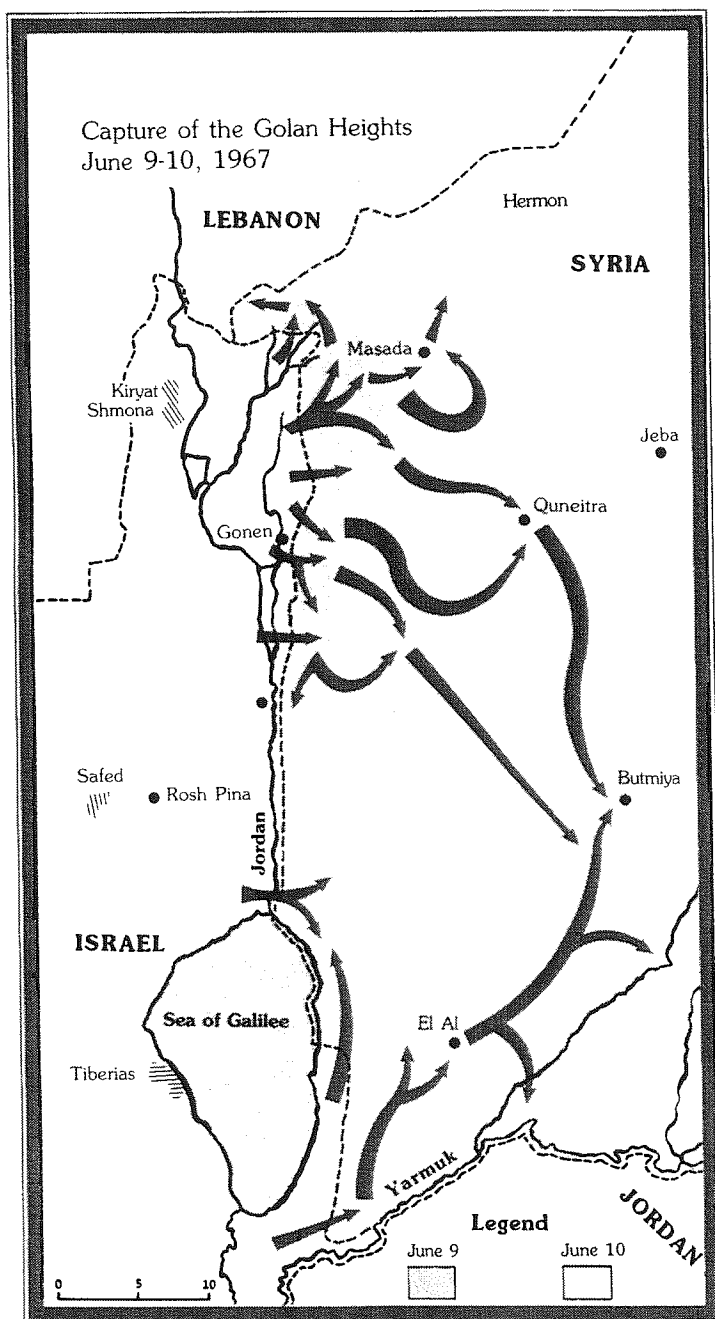 Capture of the Golan Heights
June 9-10, 1967
LEBANON
Hermon
SYRIA
Masada
Kiryat
Shmona
Jeba
Quneitra
Gonen
Safed
Rosh Pina
Butmiya
Jordan
ISRAEL
Sea of Galilee
El Al
Tiberias
Yarmuk
JORDAN
Legend
June 9
June 10
0 5 10